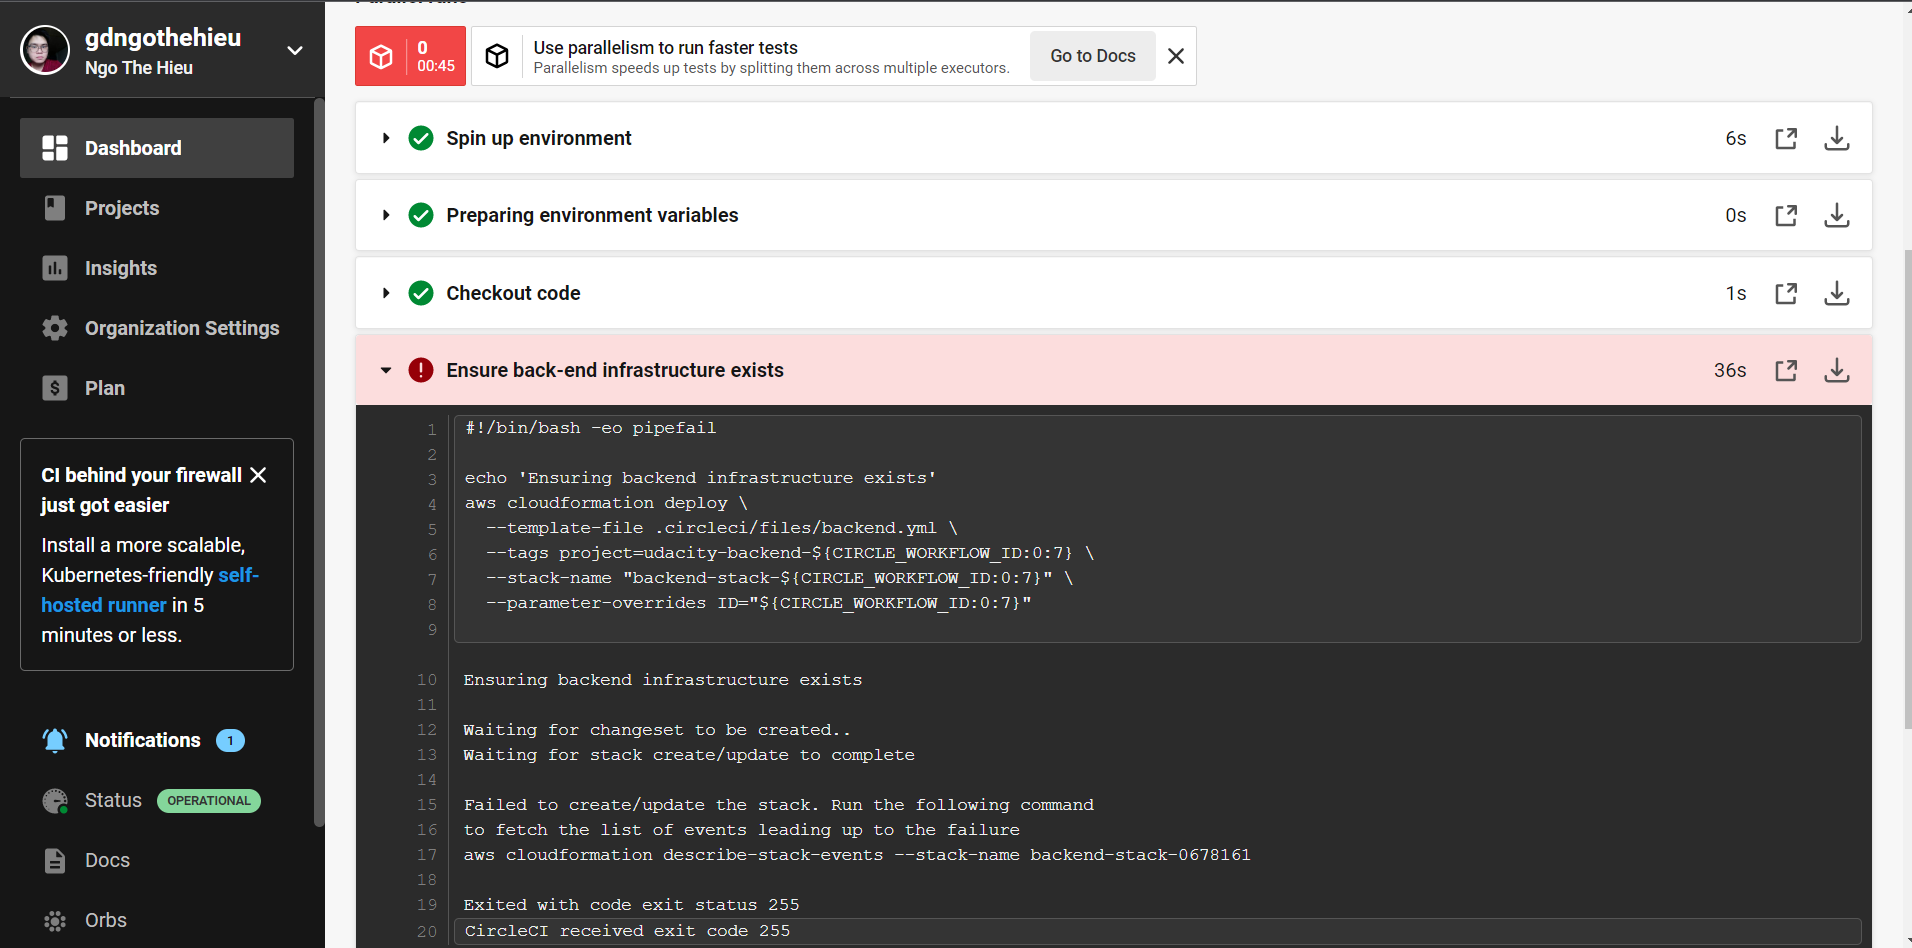 gdngothehieu
Ngo The Hieu
Dashboard
Projects
Insights
Organization Settings
Plan
CI behind your firewall
just got easier
Install a more scalable,
Kubernetes-friendly self-
hosted runner in 5
minutes or less.
Notifications 1
Status OPERATIONAL
Docs
Orbs
0
00:45
Use parallelism to run faster tests
Parallelism speeds up tests by splitting them across multiple executors.
Go to Docs
Spin up environment 6s
Preparing environment variables 0s
Checkout code 1s
Ensure back-end infrastructure exists 36s
1 #!/bin/bash -eo pipefail
2
3 echo 'Ensuring backend infrastructure exists'
4 aws cloudformation deploy \
5 --template-file .circleci/files/backend.yml \
6 --tags project=udacity-backend-${CIRCLE_WORKFLOW_ID:0:7} \
7 --stack-name "backend-stack-${CIRCLE_WORKFLOW_ID:0:7}" \
8 --parameter-overrides ID="${CIRCLE_WORKFLOW_ID:0:7}"
9
10 Ensuring backend infrastructure exists
11
12 Waiting for changeset to be created..
13 Waiting for stack create/update to complete
14
15 Failed to create/update the stack. Run the following command
16 to fetch the list of events leading up to the failure
17 aws cloudformation describe-stack-events --stack-name backend-stack-0678161
18
19 Exited with code exit status 255
20 CircleCI received exit code 255